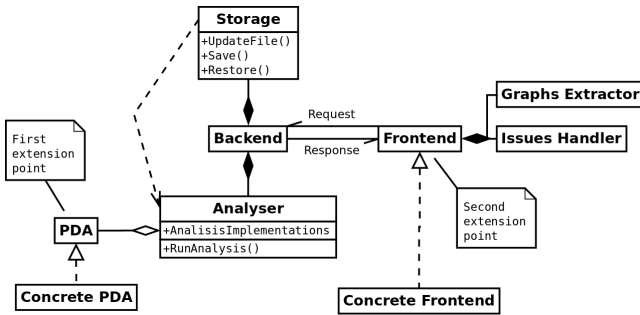 Storage
+UpdateFile()
+Save()
+Restore()
Graphs Extractor
Request
Backend
Frontend
Issues Handler
Response
First
extension
point
Analyser
+AnalisisImplementations
+RunAnalysis()
PDA
Second
extension
point
Concrete PDA
Concrete Frontend